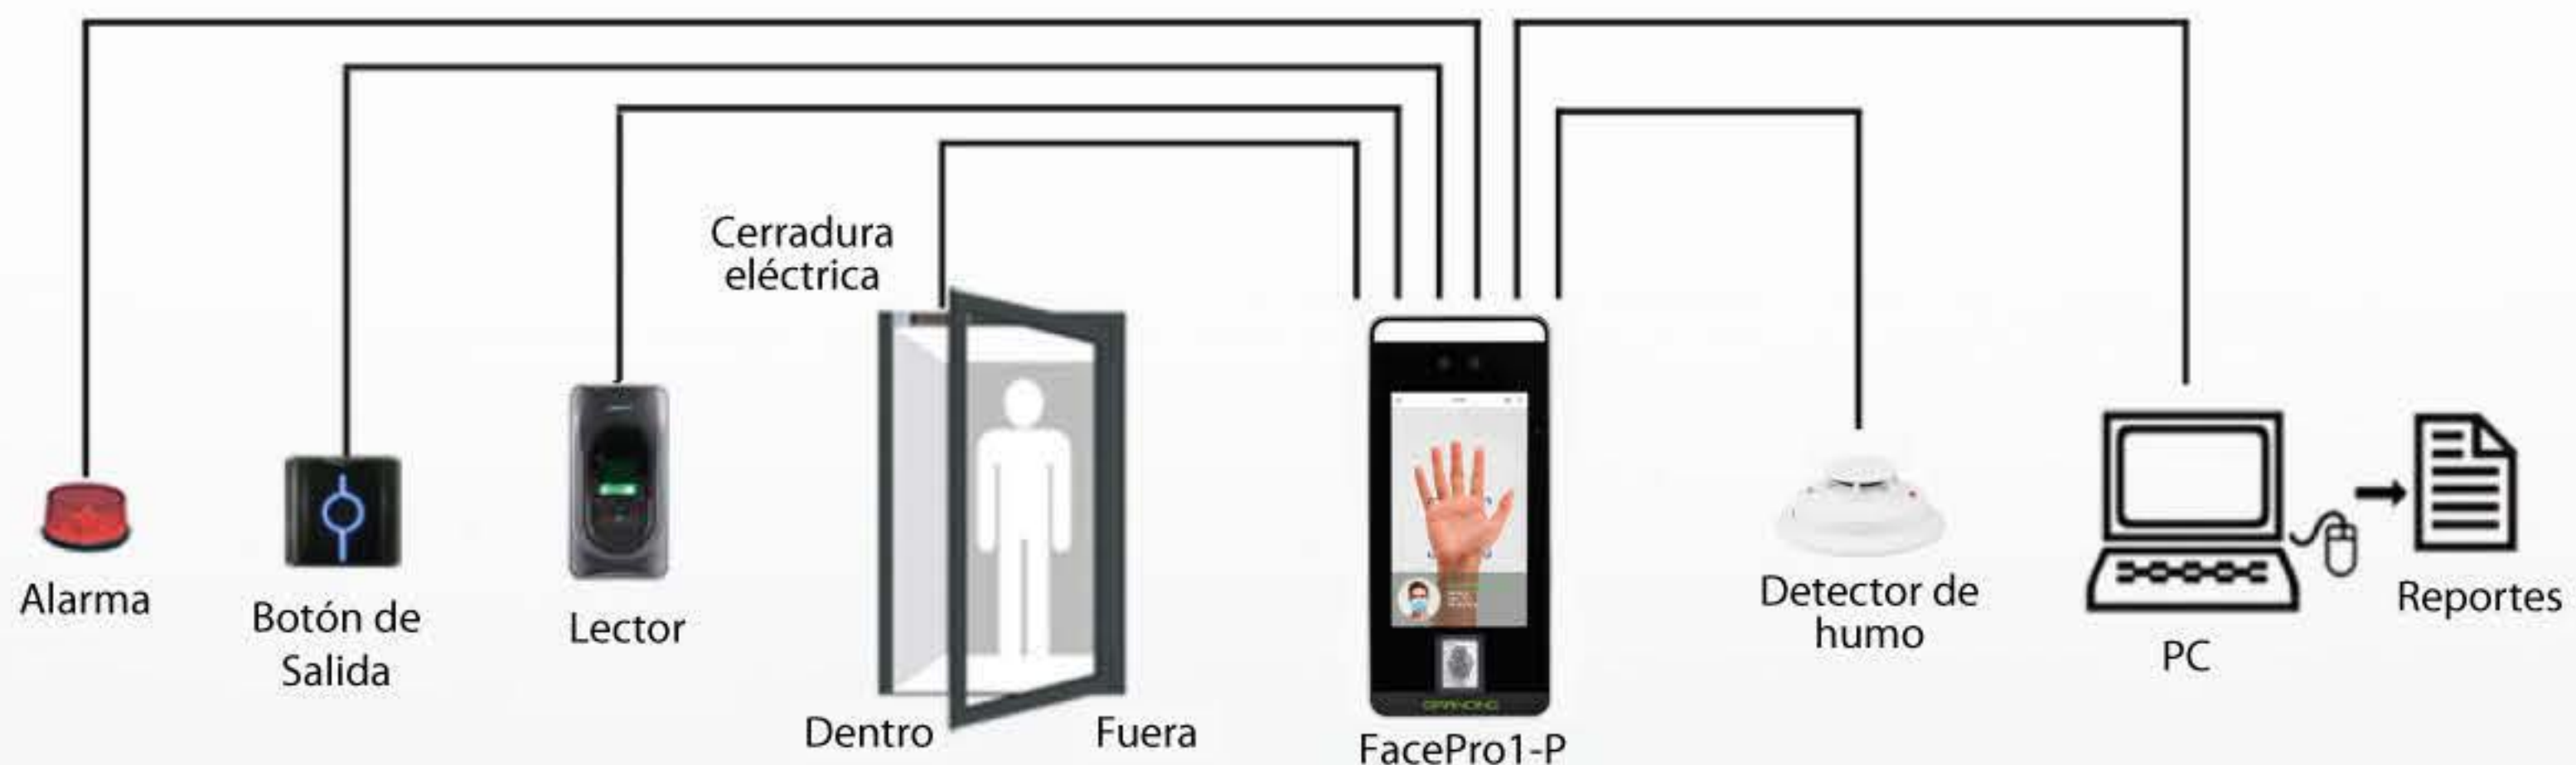 Cerradura
eléctrica
Alarma
Botón de
Salida
Lector
Dentro
Fuera
FacePro1-P
Detector de
humo
PC
Reportes